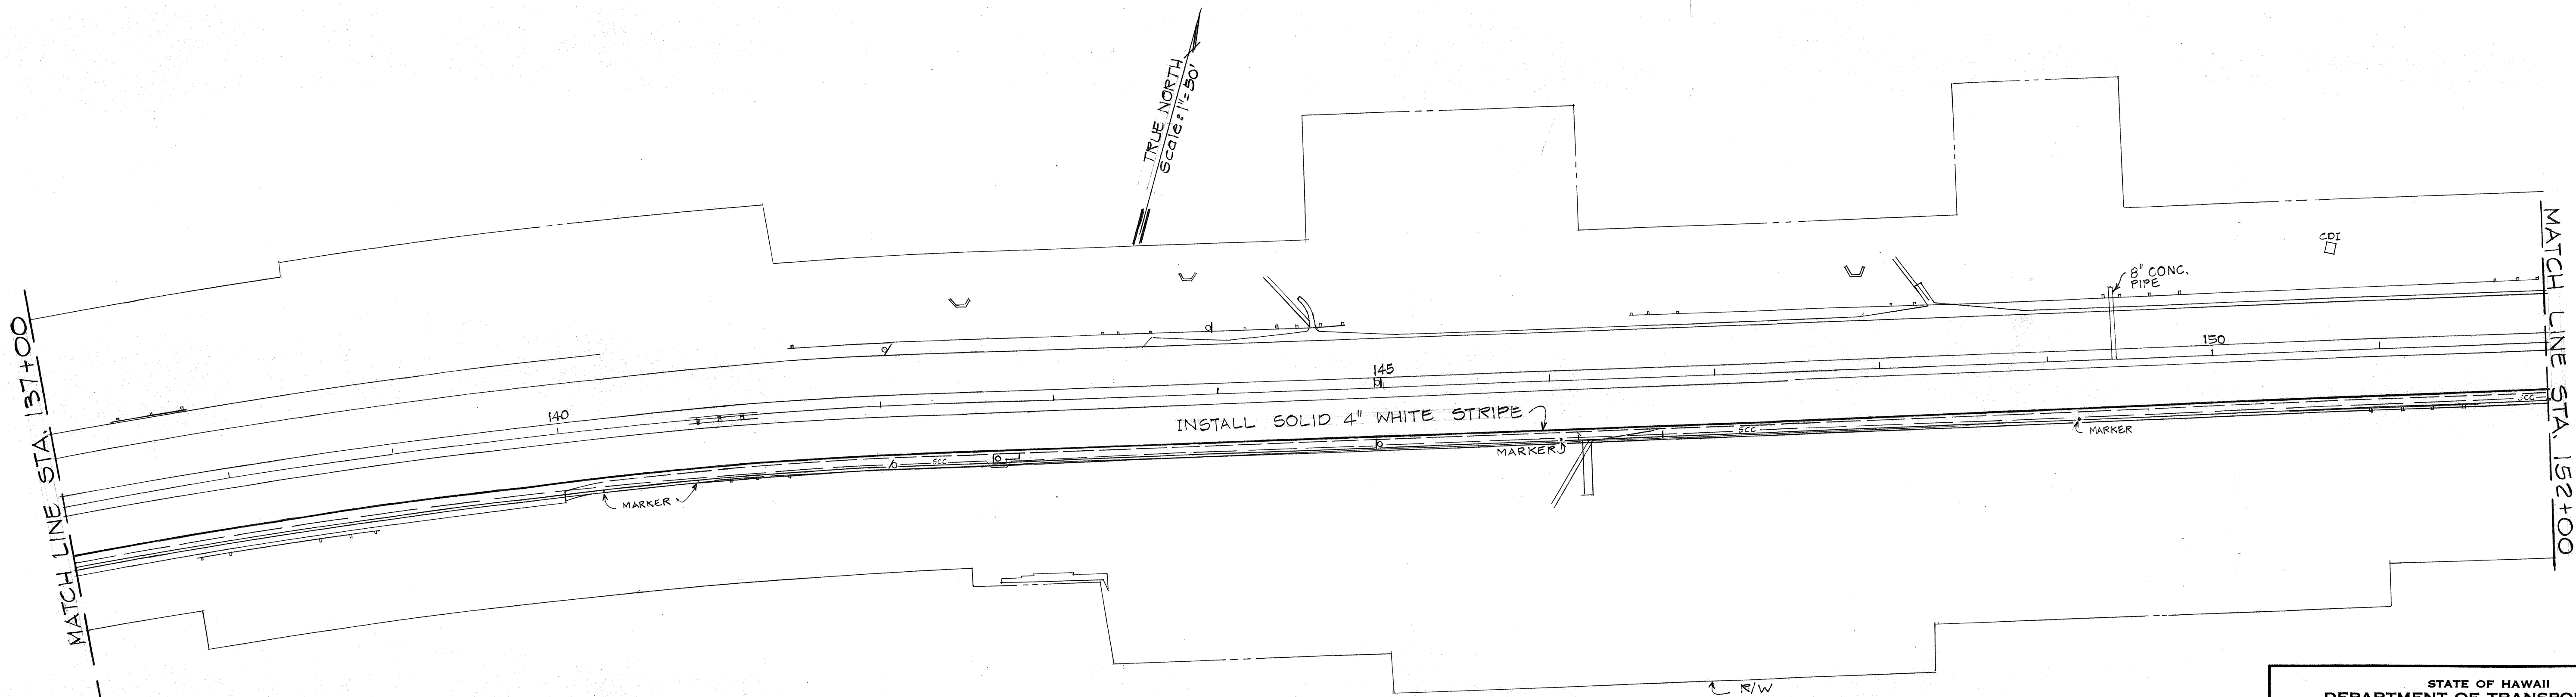 TRUE NORTH
Scale: 1"=50'
MATCH LINE STA. 137+00
MATCH LINE STA. 152+00
CDI
8" CONC.
PIPE
150
145
140
INSTALL SOLID 4" WHITE STRIPE
SCC
SCC
SCC
MARKER
MARKER
MARKER
R/W
STATE OF HAWAII